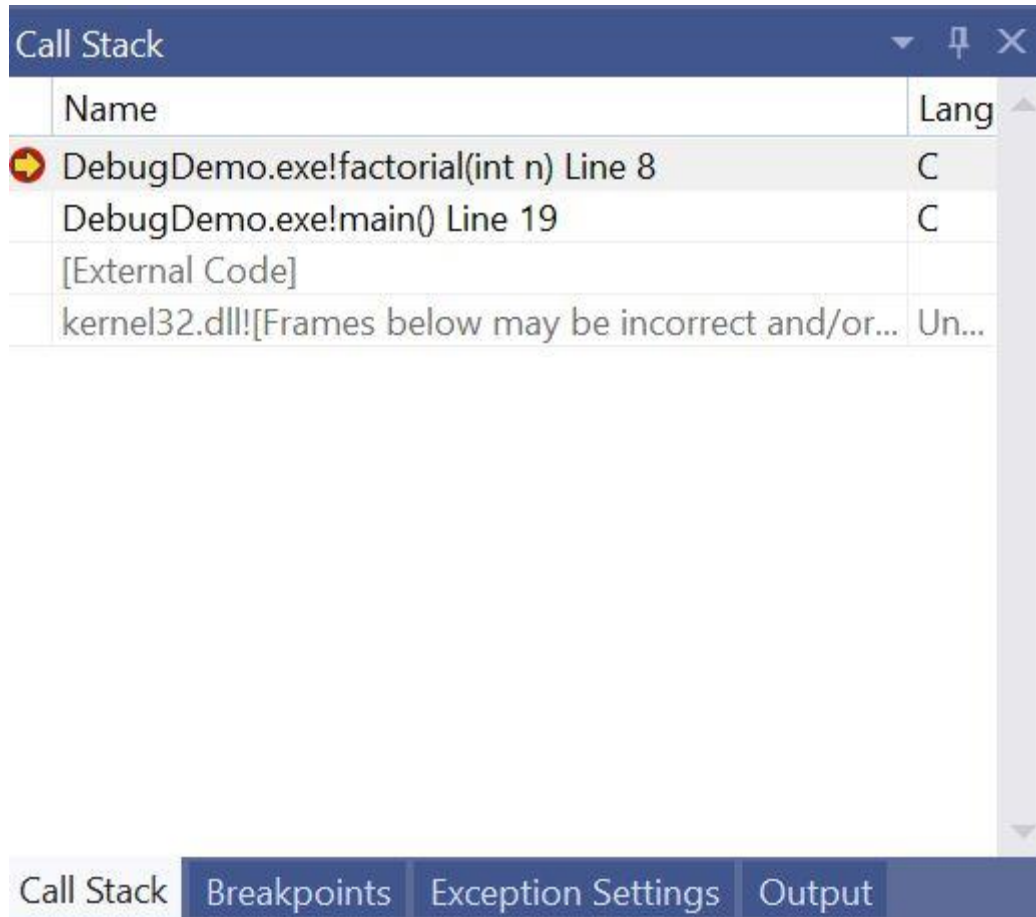 Call Stack
Name Lang
DebugDemo.exe!factorial(int n) Line 8 C
DebugDemo.exe!main() Line 19 C
[External Code]
kernel32.dll![Frames below may be incorrect and/or... Un...
Call Stack Breakpoints Exception Settings Output